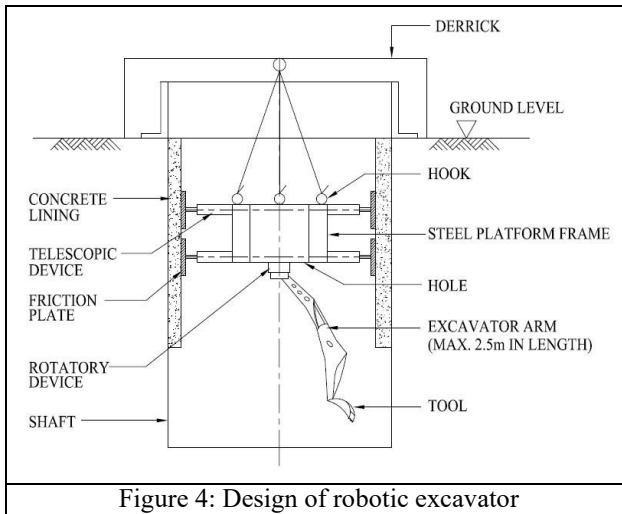 DERRICK
GROUND LEVEL
CONCRETE
LINING
HOOK
TELESCOPIC
DEVICE
STEEL PLATFORM FRAME
FRICTION
PLATE
HOLE
ROTATORY
DEVICE
EXCAVATOR ARM
(MAX. 2.5m IN LENGTH)
SHAFT
TOOL
Figure 4: Design of robotic excavator